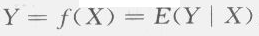 Y = f(X) = E(Y | X)